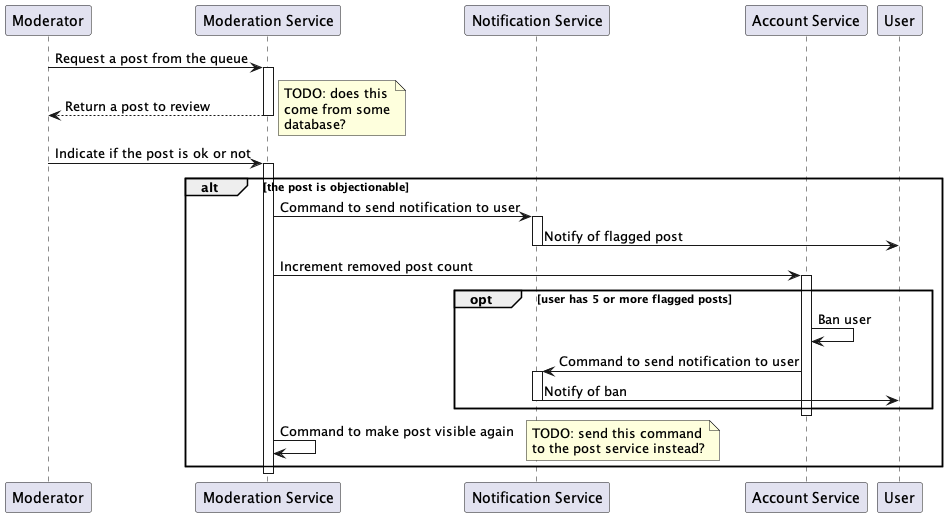 Moderator
Moderation Service
Notification Service
Account Service
User
Request a post from the queue
TODO: does this
come from some
database?
Return a post to review
Indicate if the post is ok or not
alt
[the post is objectionable]
Command to send notification to user
Notify of flagged post
Increment removed post count
opt
[user has 5 or more flagged posts]
Ban user
Command to send notification to user
Notify of ban
Command to make post visible again
TODO: send this command
to the post service instead?
Moderator
Moderation Service
Notification Service
Account Service
User